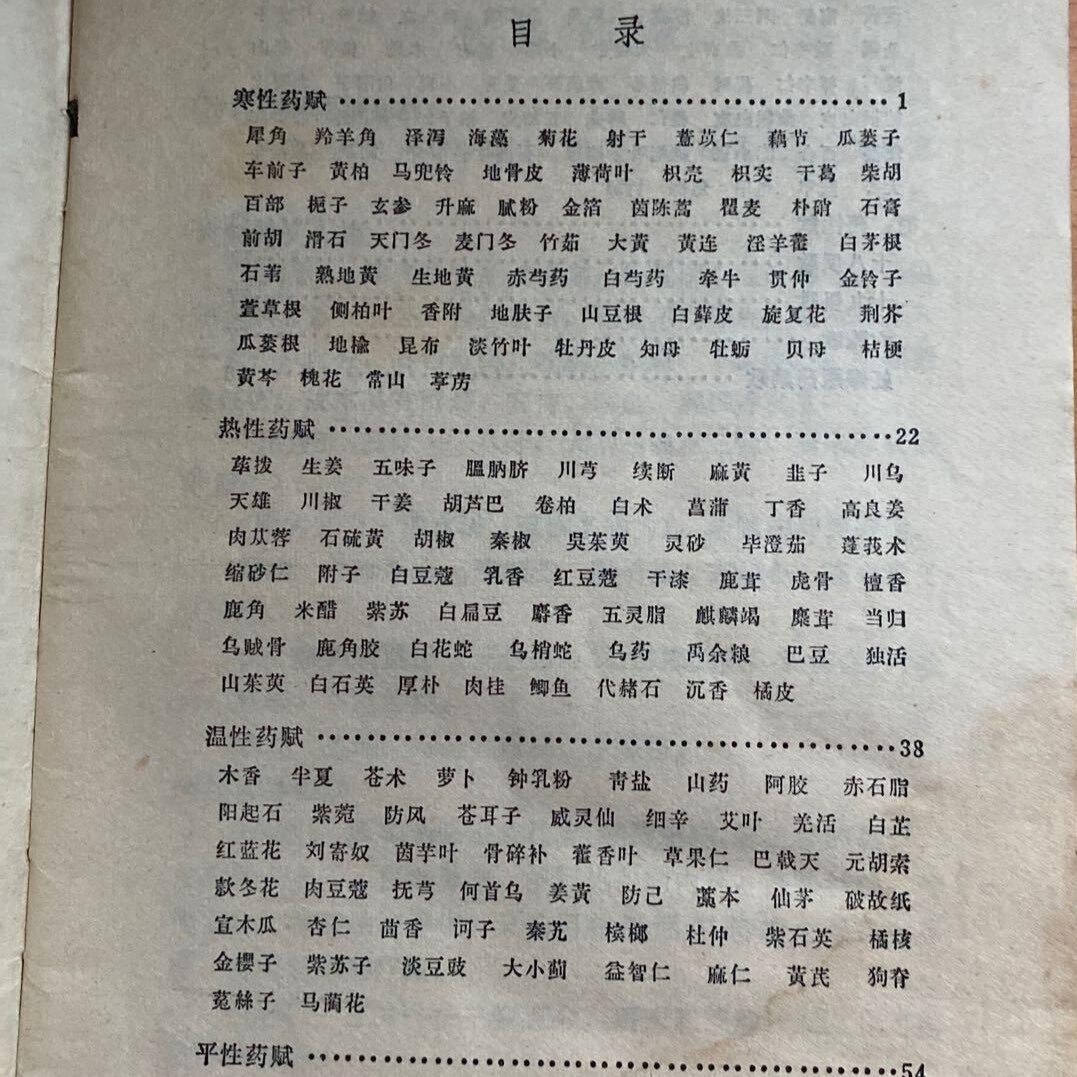 目 录
寒性药赋 1
犀角 羚羊角 泽泻 海藻 菊花 射干 薏苡仁 藕节 瓜蒌子
车前子 黄柏 马兜铃 地骨皮 薄荷叶 枳壳 枳实 干葛 柴胡
百部 栀子 玄参 升麻 腻粉 金箔 茵陈蒿 瞿麦 朴硝 石膏
前胡 滑石 天门冬 麦门冬 竹茹 大黄 黄连 淫羊藿 白茅根
石苇 熟地黄 生地黄 赤芍药 白芍药 牵牛 贯仲 金铃子
萱草根 侧柏叶 香附 地肤子 山豆根 白藓皮 旋复花 荆芥
瓜蒌根 地榆 昆布 淡竹叶 牡丹皮 知母 牡蛎 贝母 桔梗
黄芩 槐花 常山 葶苈
热性药赋 22
荜拨 生姜 五味子 腽肭脐 川芎 续断 麻黄 韭子 川乌
天雄 川椒 干姜 胡芦巴 卷柏 白术 菖蒲 丁香 高良姜
肉苁蓉 石硫黄 胡椒 秦椒 吳茱萸 灵砂 毕澄茄 蓬莪术
缩砂仁 附子 白豆蔻 乳香 红豆蔻 干漆 鹿茸 虎骨 檀香
鹿角 米醋 紫苏 白扁豆 麝香 五灵脂 麒麟竭 麋茸 当归
乌贼骨 鹿角胶 白花蛇 乌梢蛇 乌药 禹余粮 巴豆 独活
山茱萸 白石英 厚朴 肉桂 鲫鱼 代赭石 沉香 橘皮
温性药赋 38
木香 半夏 苍术 萝卜 钟乳粉 青盐 山药 阿胶 赤石脂
阳起石 紫菀 防风 苍耳子 威灵仙 细辛 艾叶 羌活 白芷
红蓝花 刘寄奴 茵芋叶 骨碎补 藿香叶 草果仁 巴戟天 元胡索
款冬花 肉豆蔻 抚芎 何首乌 姜黄 防己 藁本 仙茅 破故纸
宣木瓜 杏仁 茴香 诃子 秦艽 槟榔 杜仲 紫石英 橘核
金樱子 紫苏子 淡豆豉 大小蓟 益智仁 麻仁 黄芪 狗脊
菟絲子 马蔺花
平性药赋 54